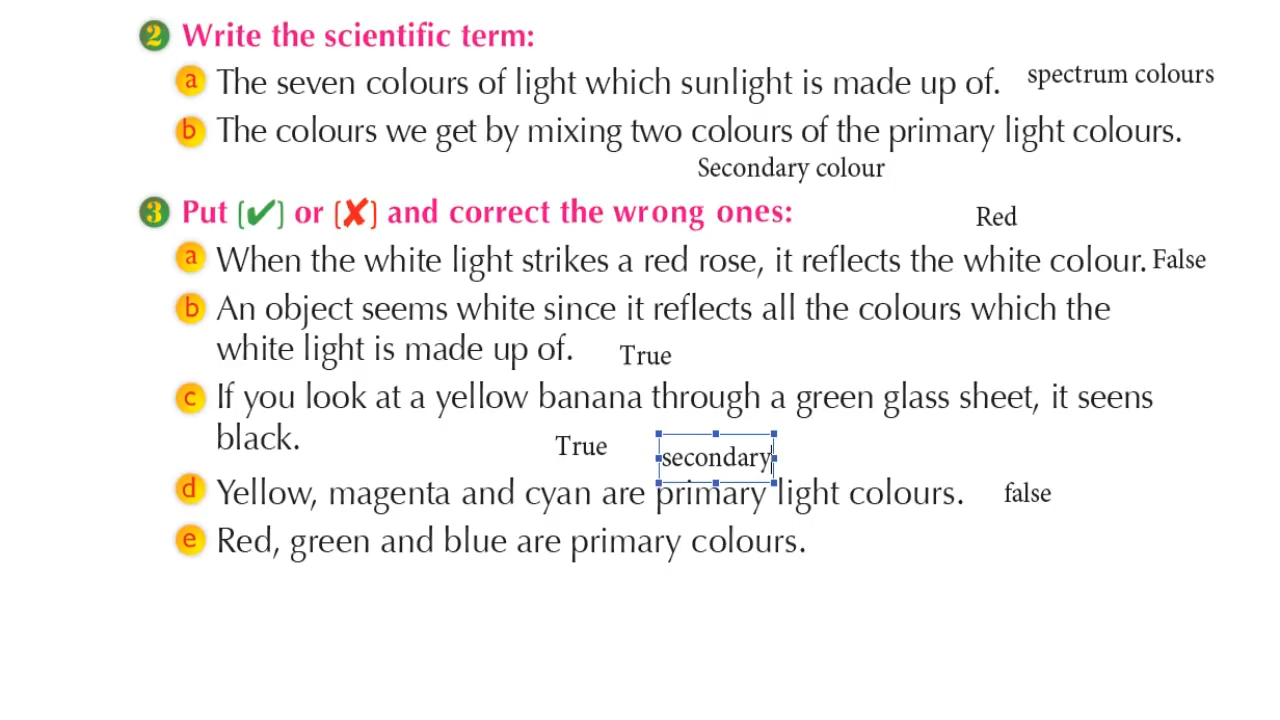 2 Write the scientific term:
a The seven colours of light which sunlight is made up of. spectrum colours
b The colours we get by mixing two colours of the primary light colours.
Secondary colour
3 Put (✔) or (✘) and correct the wrong ones:
Red
a When the white light strikes a red rose, it reflects the white colour. False
b An object seems white since it reflects all the colours which the
white light is made up of. True
c If you look at a yellow banana through a green glass sheet, it seens
black. True
secondary
d Yellow, magenta and cyan are primary light colours. false
e Red, green and blue are primary colours.